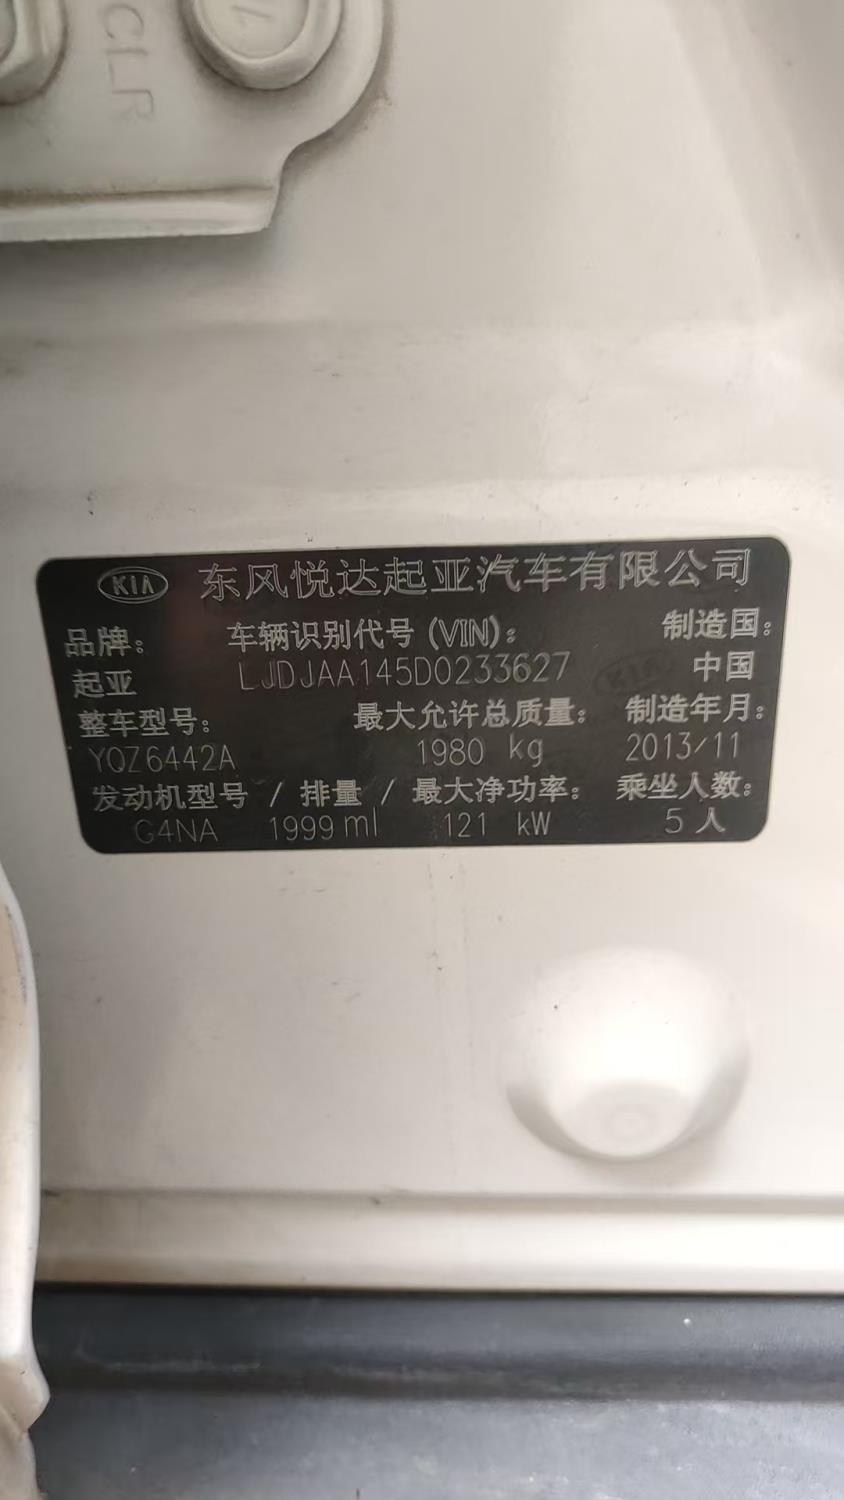 CLR
KIA 东风悦达起亚汽车有限公司
品牌： 车辆识别代号 (VIN)： 制造国：
起亚 LJDJAA145D0233627 KIA 中国
整车型号： 最大允许总质量： 制造年月：
YQZ6442A 1980 kg 2013/11
发动机型号 / 排量 / 最大净功率： 乘坐人数：
G4NA 1999 ml 121 kW 5 人